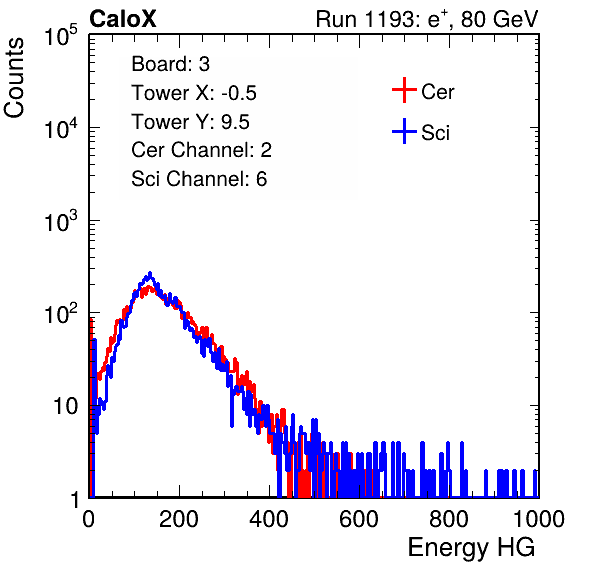 CaloX Run 1193: e⁺, 80 GeV
Counts
Board: 3
Tower X: -0.5
Tower Y: 9.5
Cer Channel: 2
Sci Channel: 6
Cer
Sci
10⁵
10⁴
10³
10²
10
1
0 200 400 600 800 1000
Energy HG